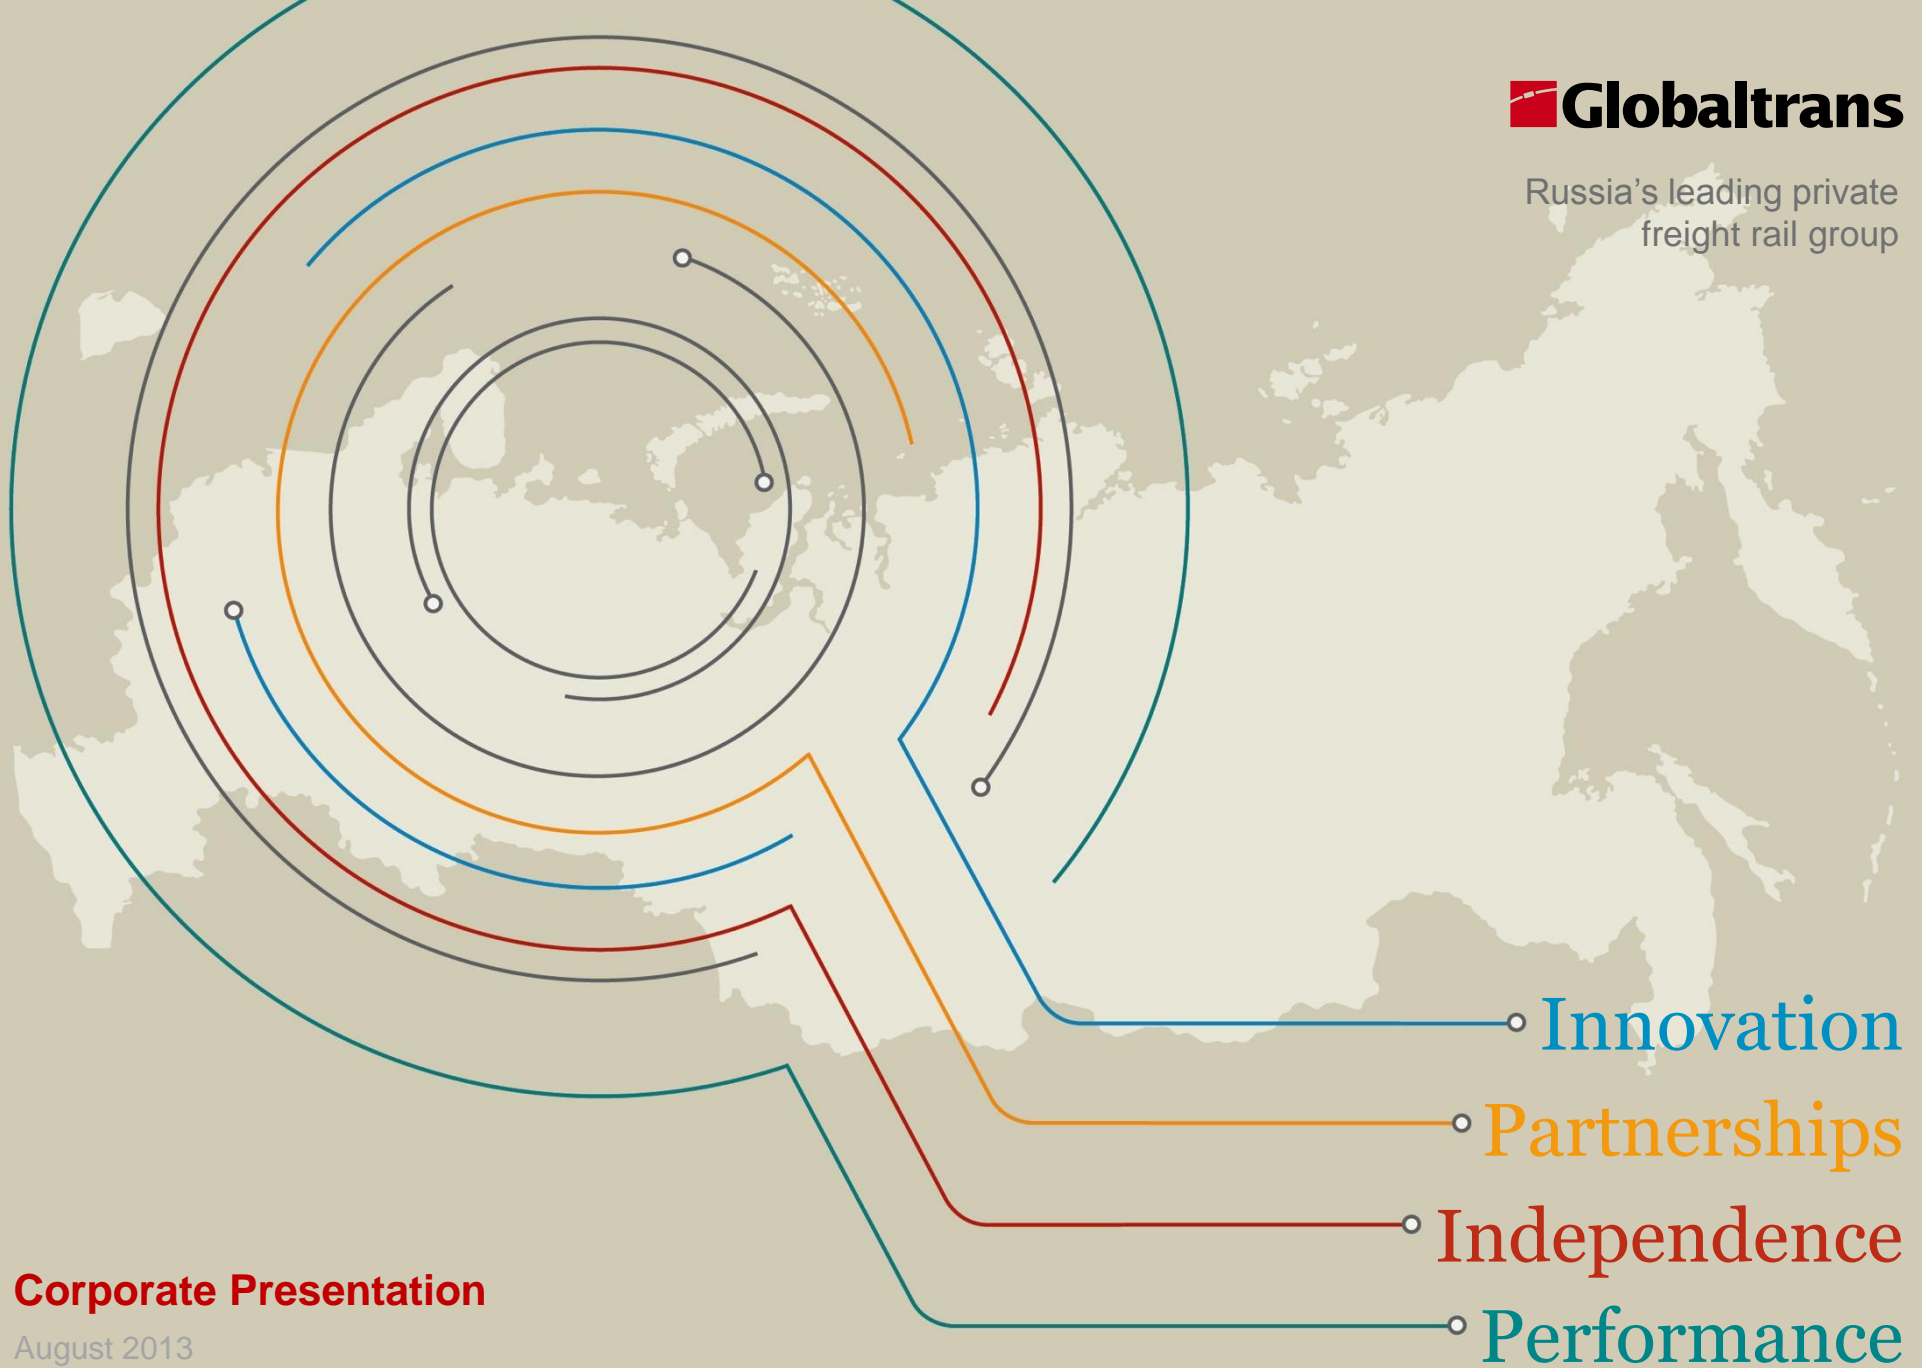 Globaltrans
Russia's leading private
freight rail group
Innovation
Partnerships
Independence
Performance
Corporate Presentation
August 2013